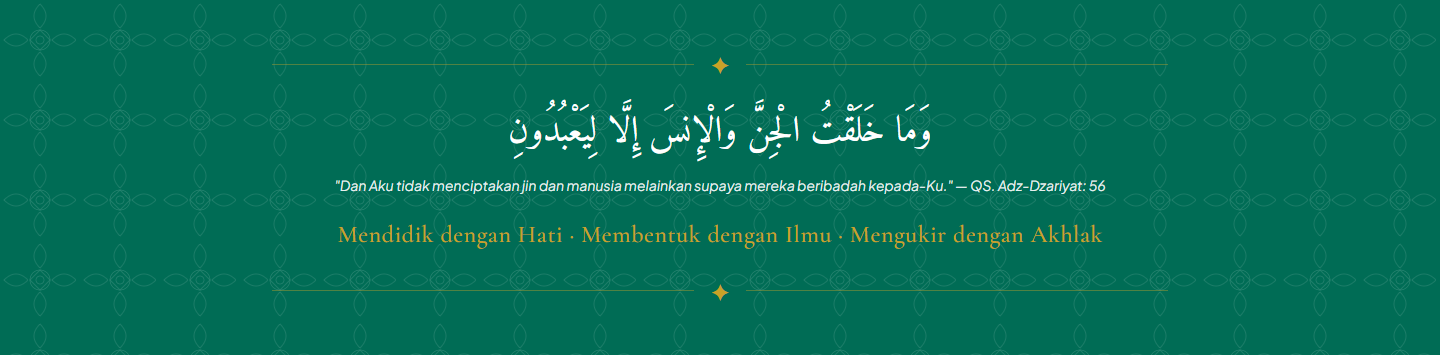 وَمَا خَلَقْتُ الْجِنَّ وَالْإِنسَ إِلَّا لِيَعْبُدُونِ
"Dan Aku tidak menciptakan jin dan manusia melainkan supaya mereka beribadah kepada-Ku." — QS. Adz-Dzariyat: 56
Mendidik dengan Hati · Membentuk dengan Ilmu · Mengukir dengan Akhlak